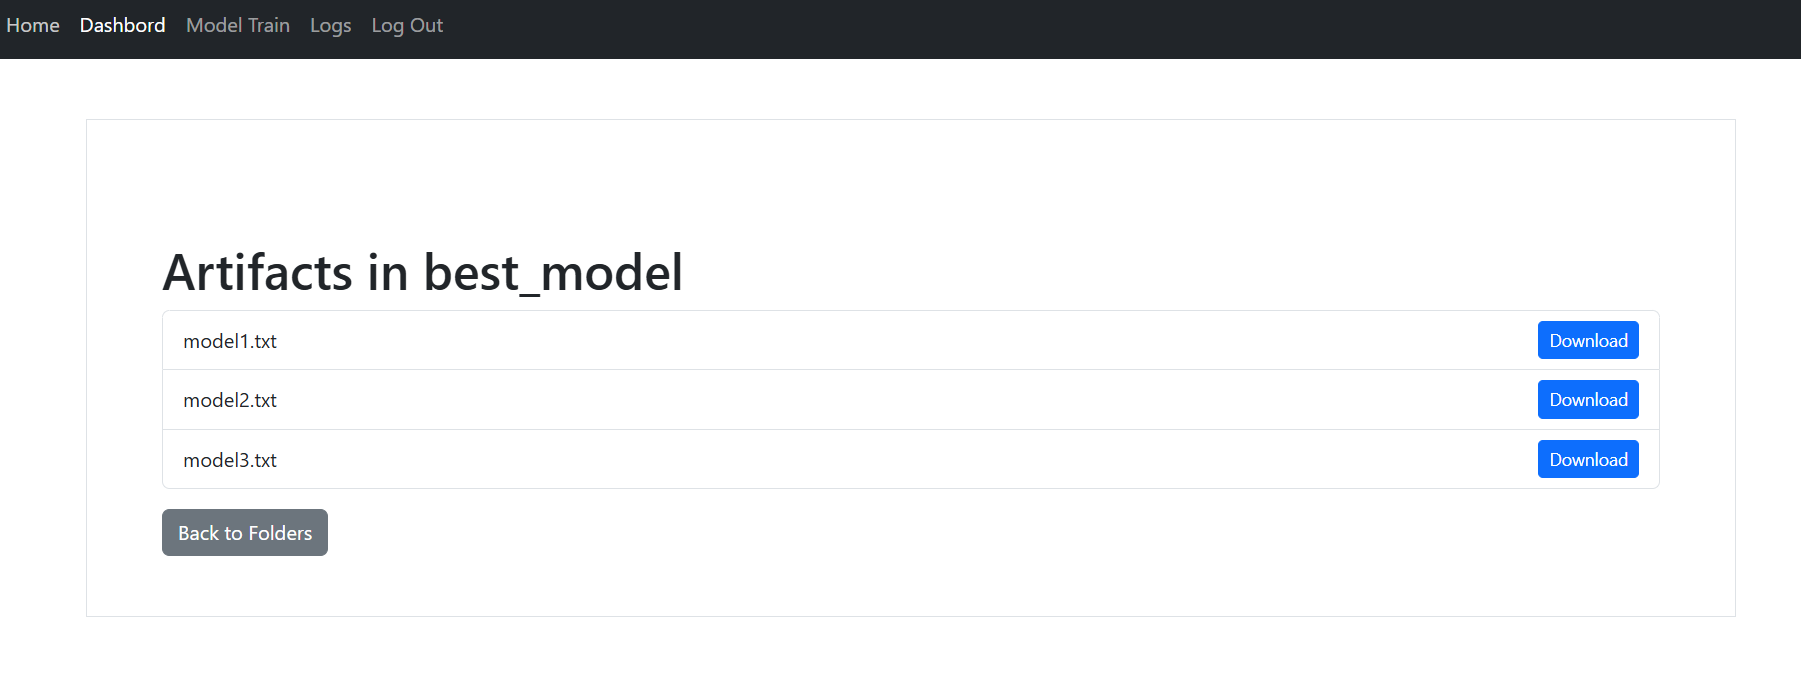 Home Dashbord Model Train Logs Log Out
Artifacts in best_model
model1.txt Download
model2.txt Download
model3.txt Download
Back to Folders